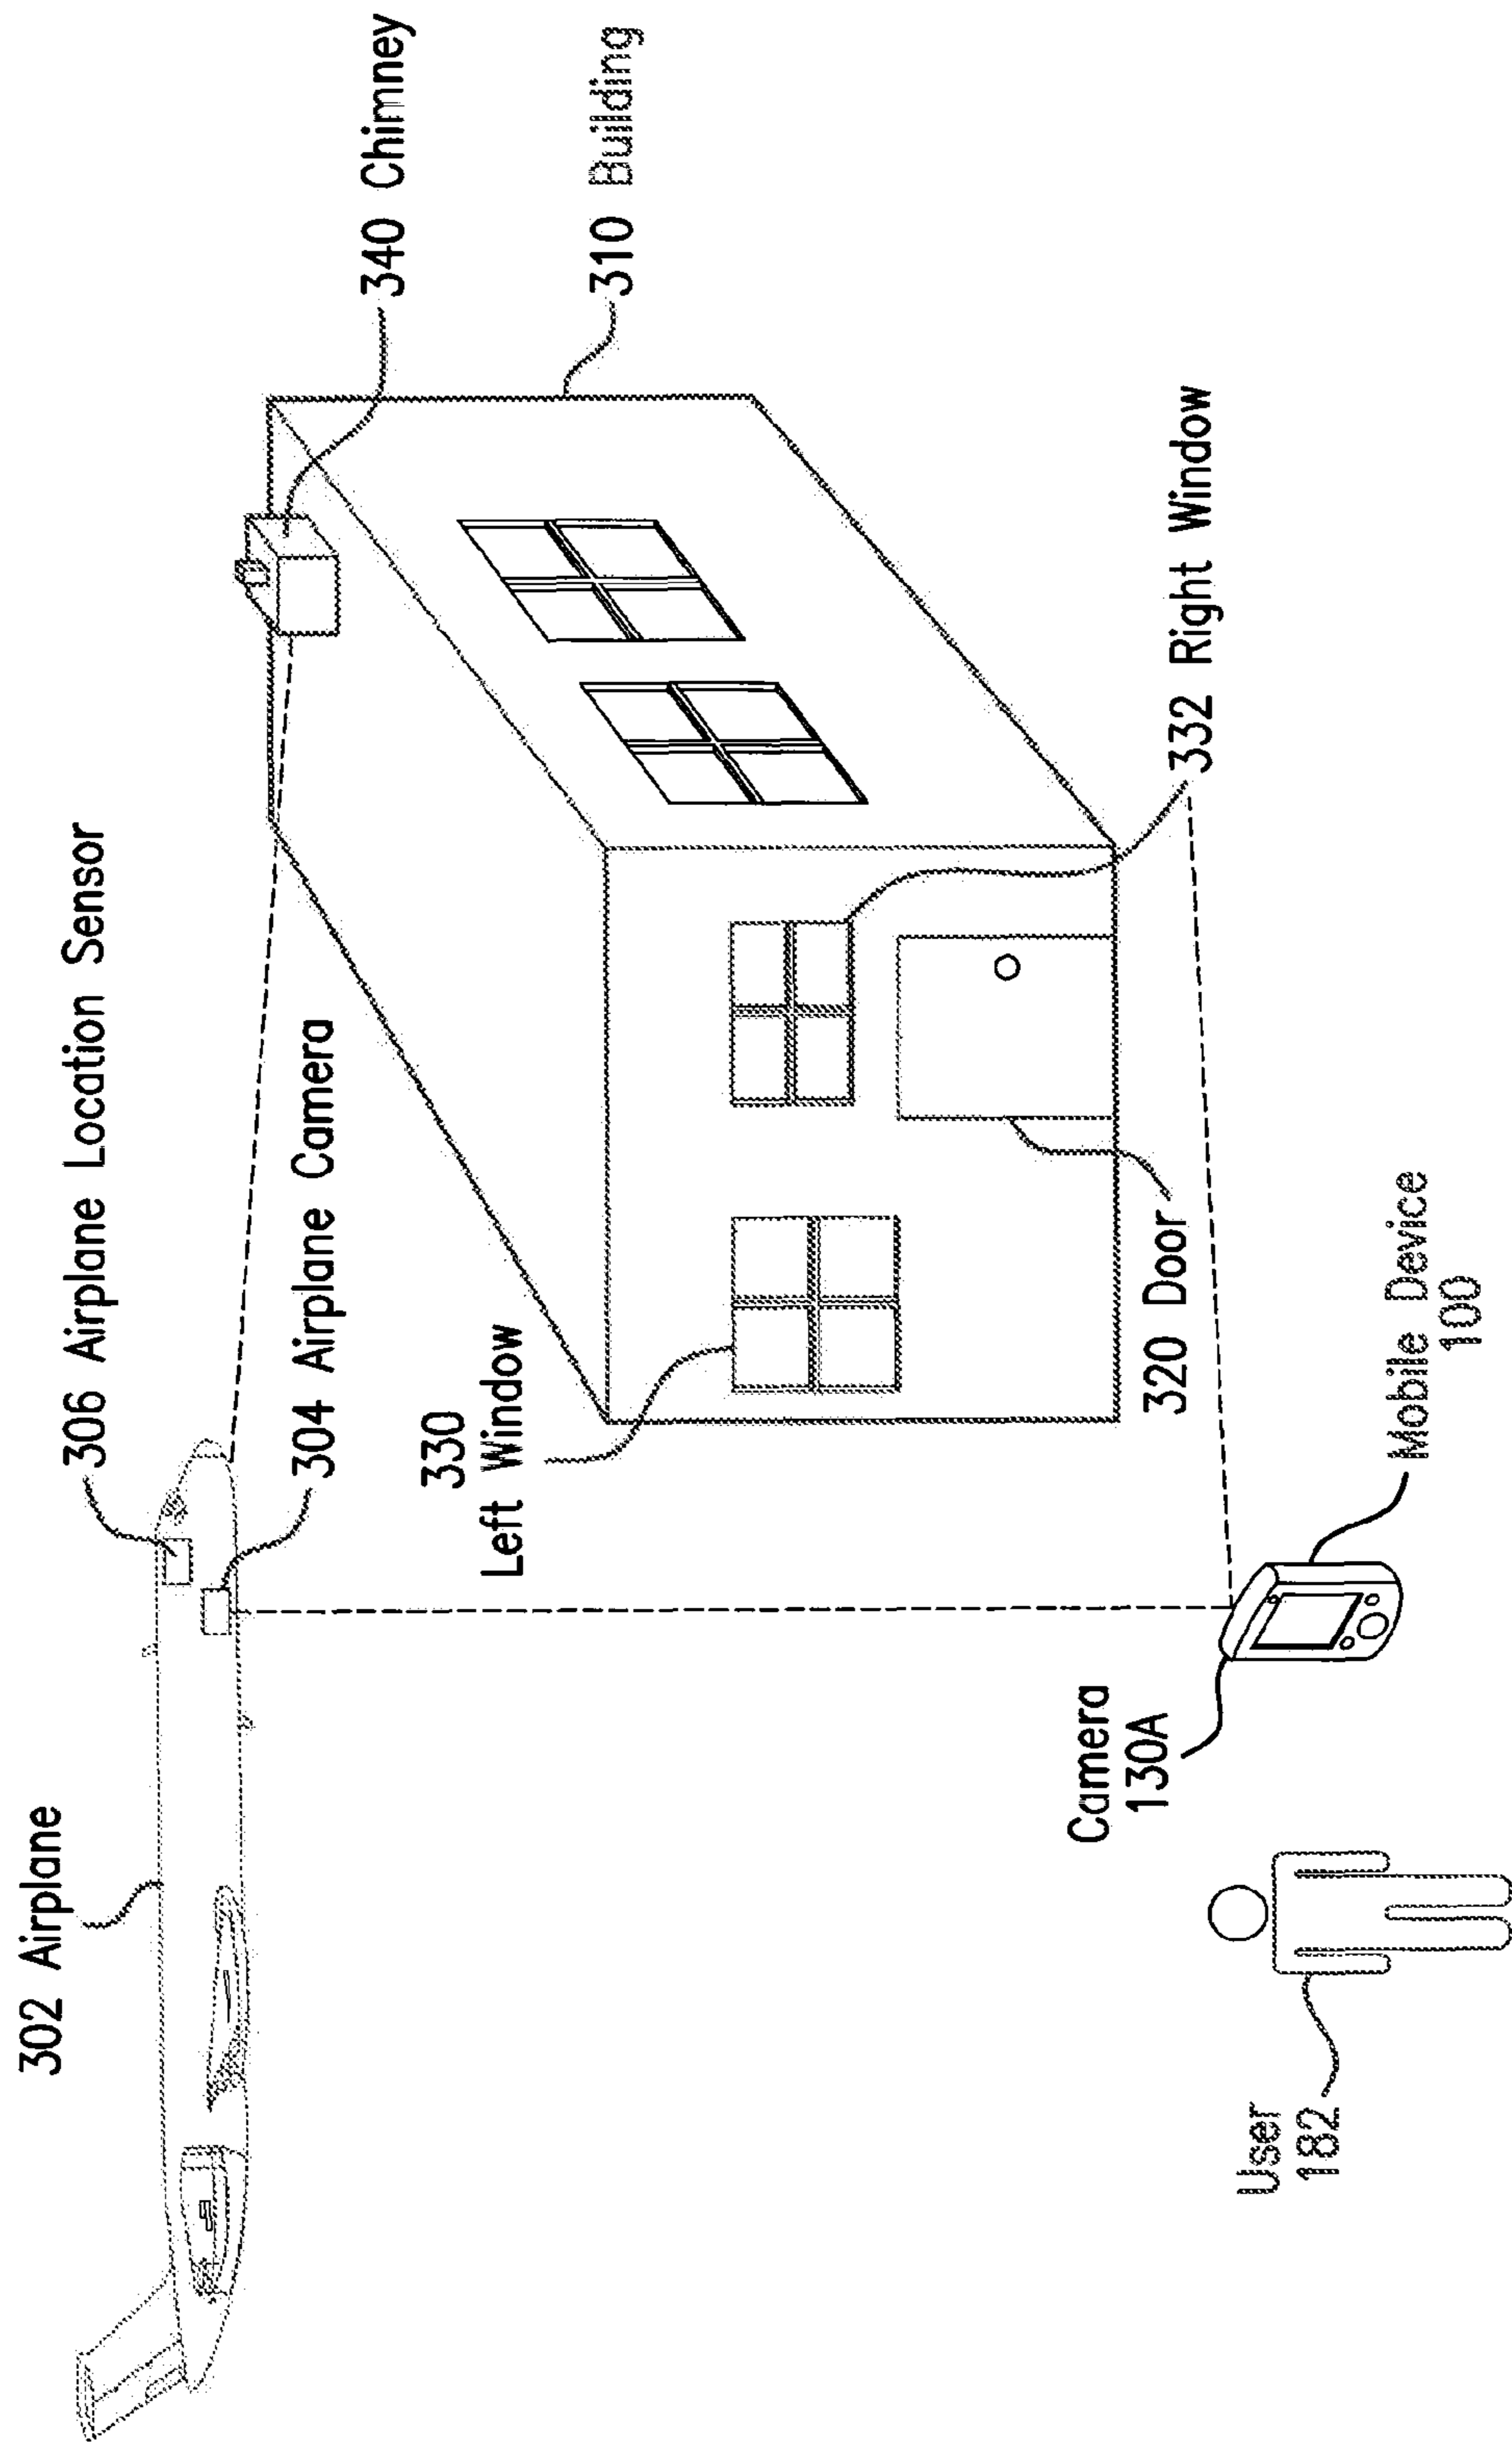 302 Airplane
306 Airplane Location Sensor
304 Airplane Camera
340 Chimney
310 Building
330
Left Window
332 Right Window
320 Door
Camera
130A
Mobile Device
100
User
182